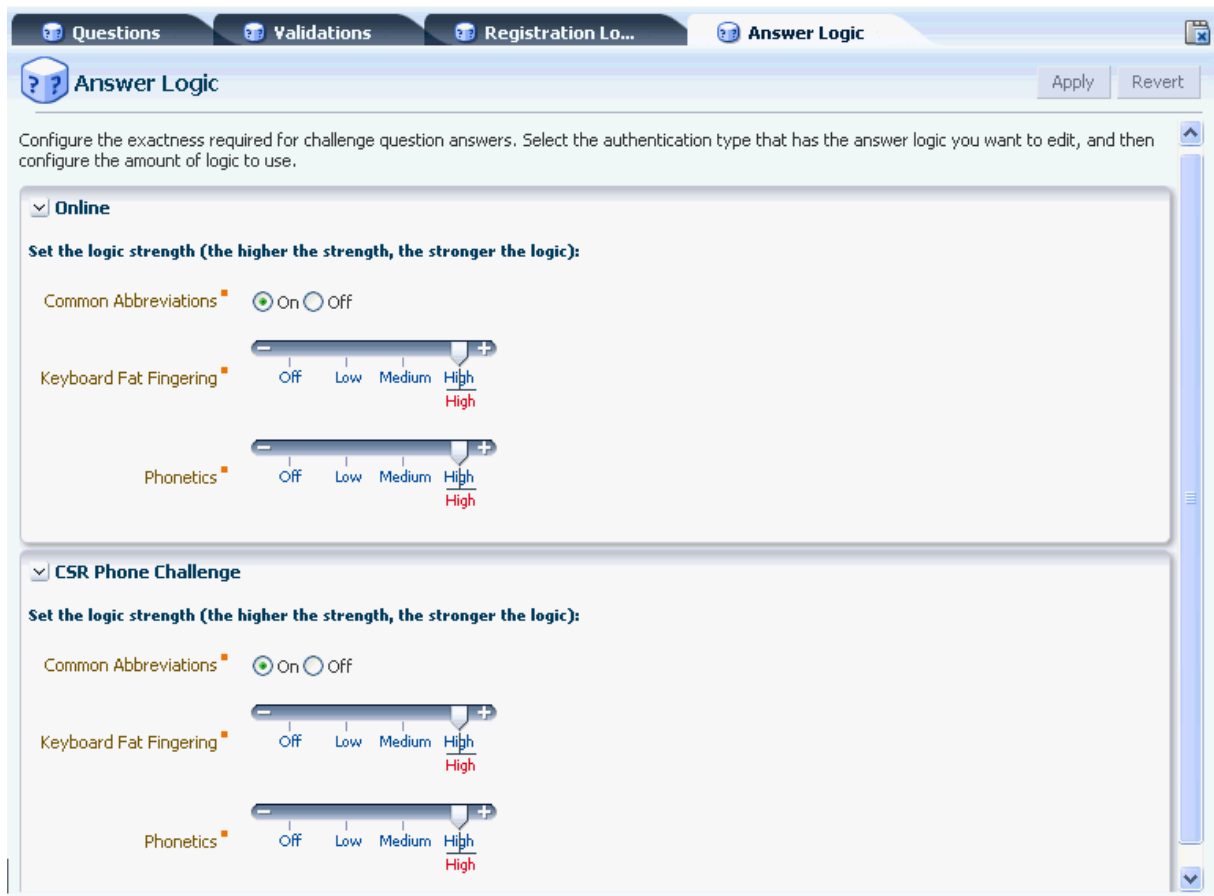 Questions Validations Registration Lo... Answer Logic
Answer Logic Apply Revert
Configure the exactness required for challenge question answers. Select the authentication type that has the answer logic you want to edit, and then
configure the amount of logic to use.
Online
Set the logic strength (the higher the strength, the stronger the logic):
Common Abbreviations On Off
Keyboard Fat Fingering Off Low Medium High
High
Phonetics Off Low Medium High
High
CSR Phone Challenge
Set the logic strength (the higher the strength, the stronger the logic):
Common Abbreviations On Off
Keyboard Fat Fingering Off Low Medium High
High
Phonetics Off Low Medium High
High